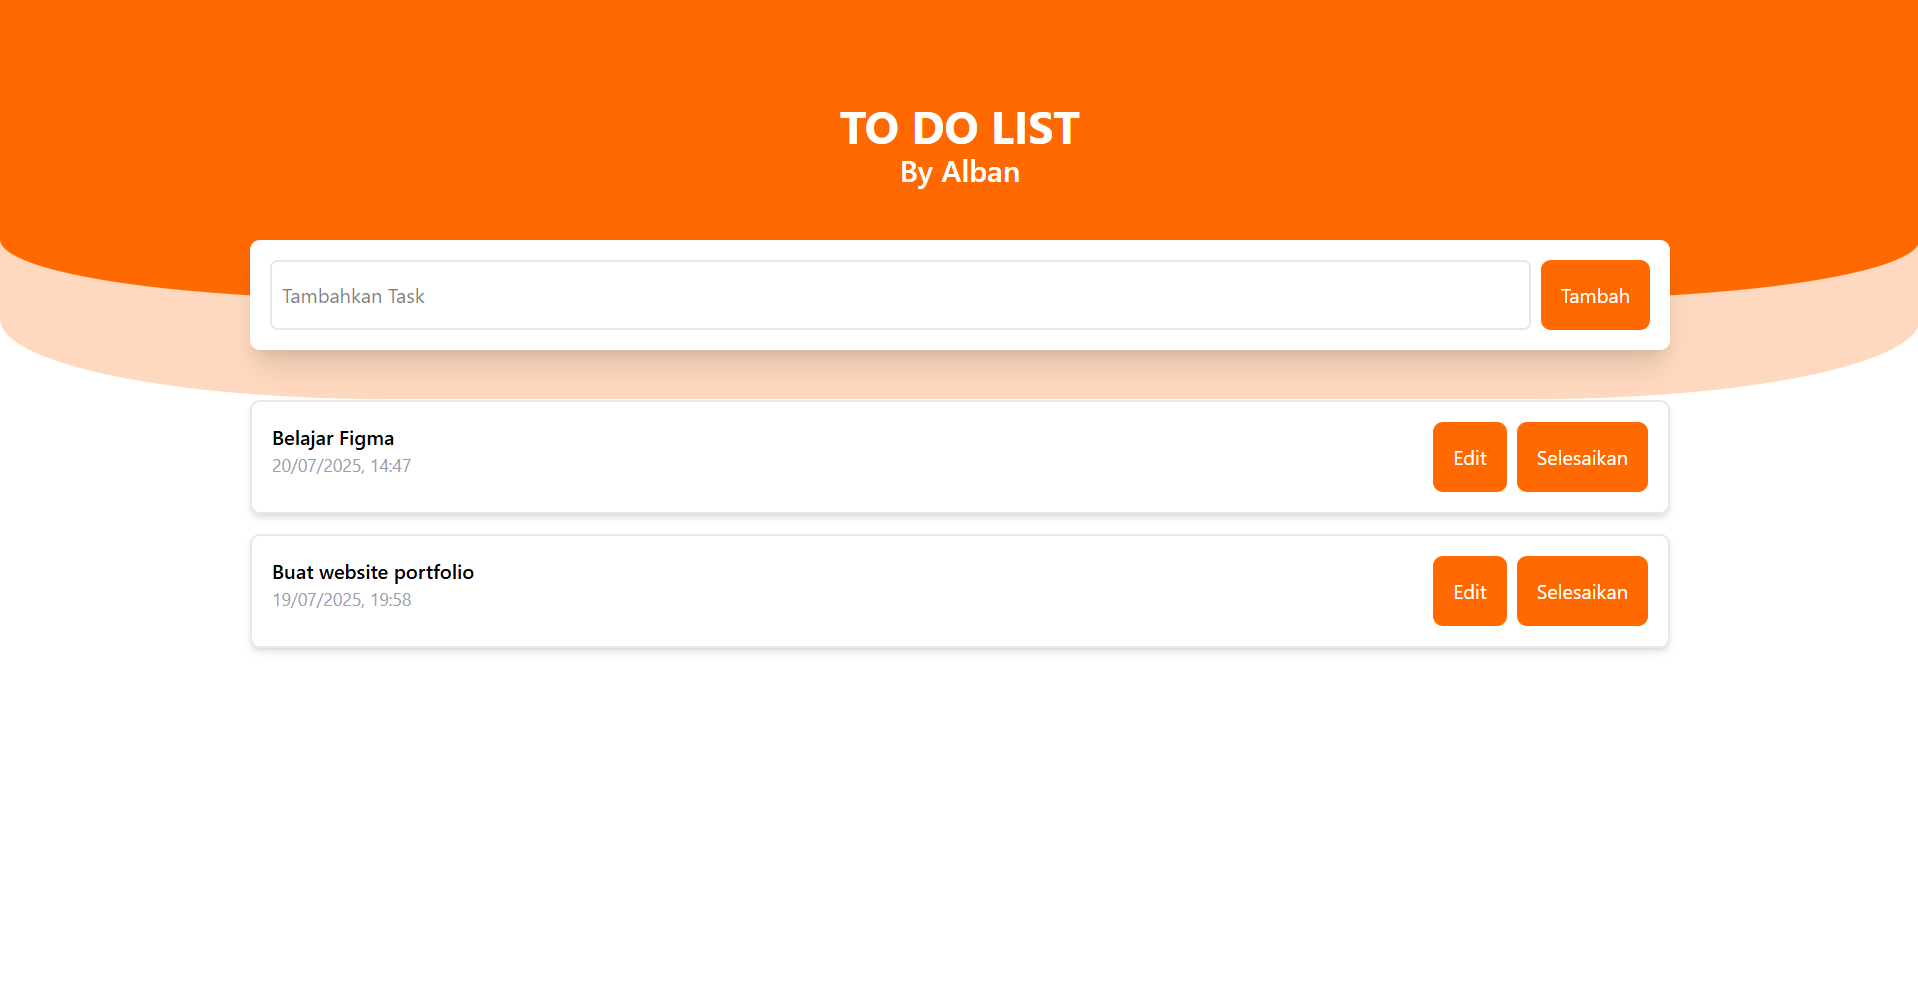 TO DO LIST
By Alban
Tambahkan Task
Tambah
Belajar Figma
20/07/2025, 14:47
Edit
Selesaikan
Buat website portfolio
19/07/2025, 19:58
Edit
Selesaikan